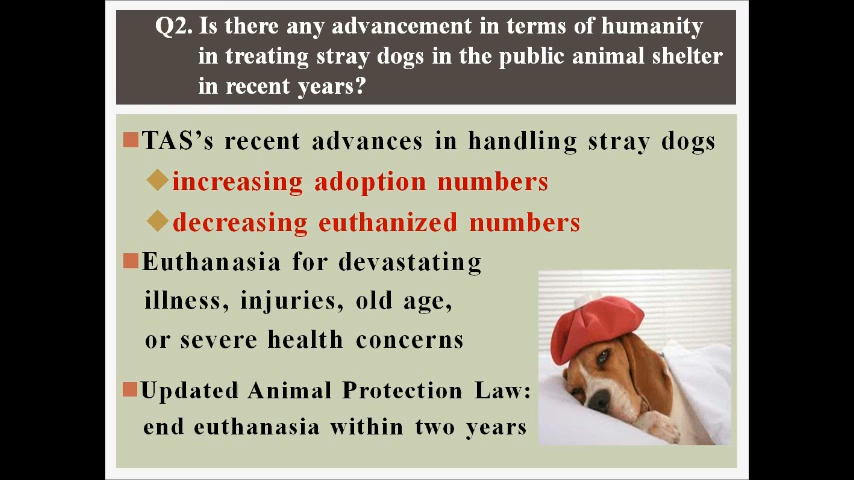 Q2. Is there any advancement in terms of humanity
in treating stray dogs in the public animal shelter
in recent years?
TAS's recent advances in handling stray dogs
increasing adoption numbers
decreasing euthanized numbers
Euthanasia for devastating
illness, injuries, old age,
or severe health concerns
Updated Animal Protection Law:
end euthanasia within two years